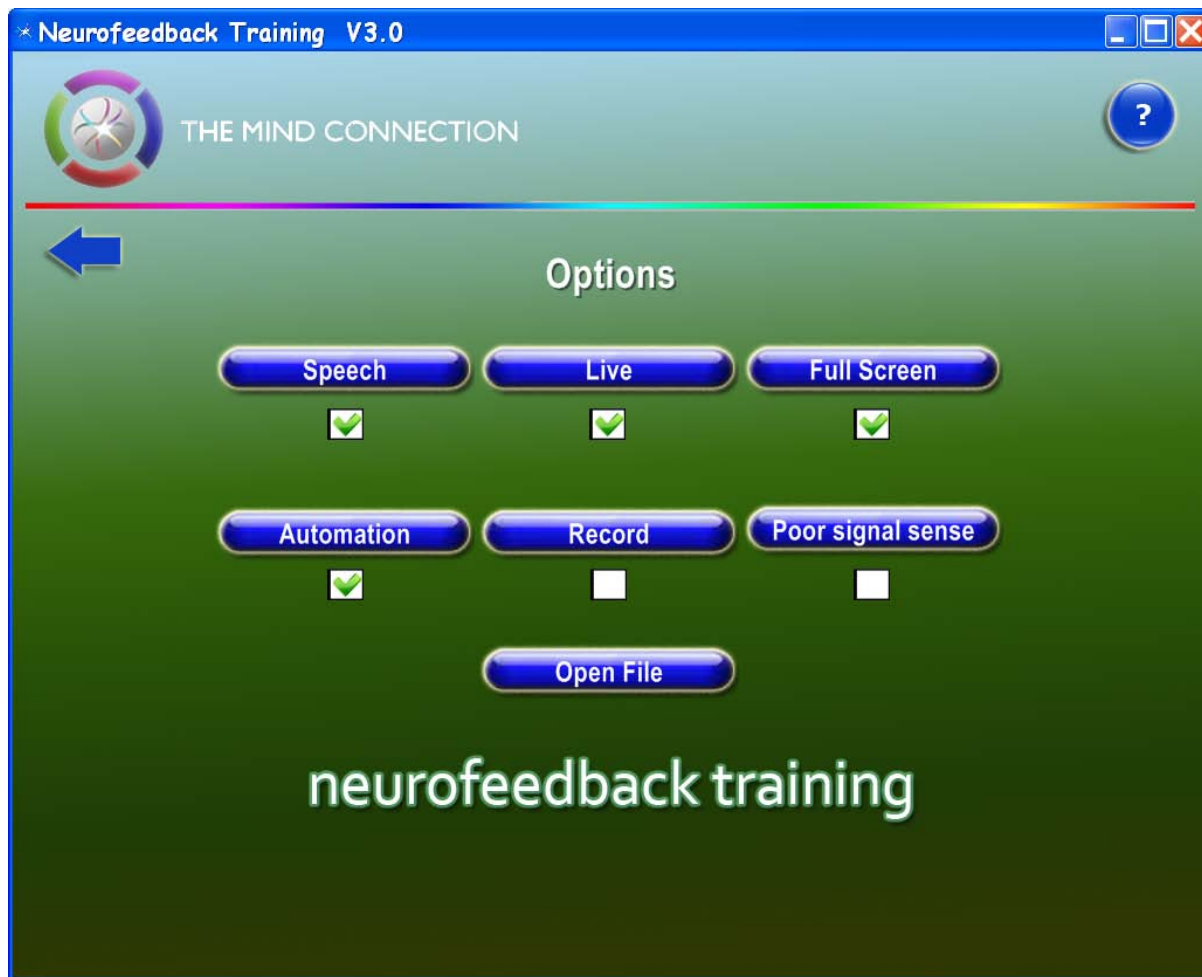 Neurofeedback Training V3.0
THE MIND CONNECTION
?
Options
Speech Live Full Screen
Automation Record Poor signal sense
Open File
neurofeedback training